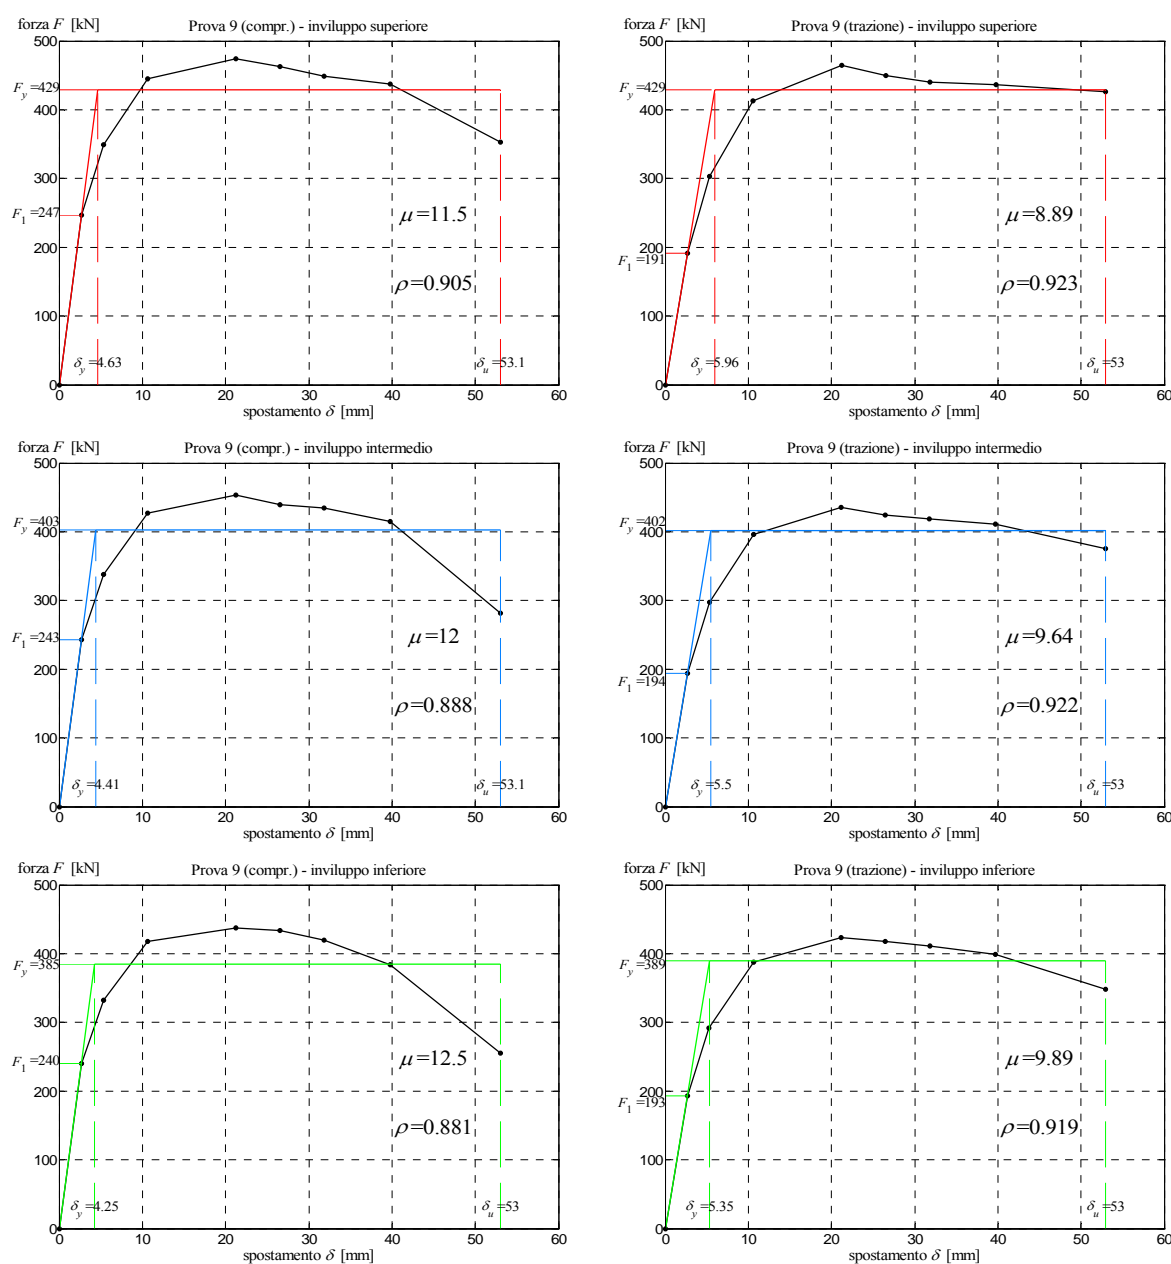 forza F [kN]
Prova 9 (compr.) - inviluppo superiore
500
F_y=429
400
300
F_1=247
200
100
0
μ=11.5
ρ=0.905
δ_y=4.63
δ_u=53.1
0 10 20 30 40 50 60
spostamento δ [mm]
forza F [kN]
Prova 9 (trazione) - inviluppo superiore
500
F_y=429
400
300
200
F_1=191
100
0
μ=8.89
ρ=0.923
δ_y=5.96
δ_u=53
0 10 20 30 40 50 60
spostamento δ [mm]
forza F [kN]
Prova 9 (compr.) - inviluppo intermedio
500
F_y=403
400
300
F_1=243
200
100
0
μ=12
ρ=0.888
δ_y=4.41
δ_u=53.1
0 10 20 30 40 50 60
spostamento δ [mm]
forza F [kN]
Prova 9 (trazione) - inviluppo intermedio
500
F_y=402
400
300
200
F_1=194
100
0
μ=9.64
ρ=0.922
δ_y=5.5
δ_u=53
0 10 20 30 40 50 60
spostamento δ [mm]
forza F [kN]
Prova 9 (compr.) - inviluppo inferiore
500
400
F_y=385
300
F_1=240
200
100
0
μ=12.5
ρ=0.881
δ_y=4.25
δ_u=53
0 10 20 30 40 50 60
spostamento δ [mm]
forza F [kN]
Prova 9 (trazione) - inviluppo inferiore
500
400
F_y=389
300
200
F_1=193
100
0
μ=9.89
ρ=0.919
δ_y=5.35
δ_u=53
0 10 20 30 40 50 60
spostamento δ [mm]